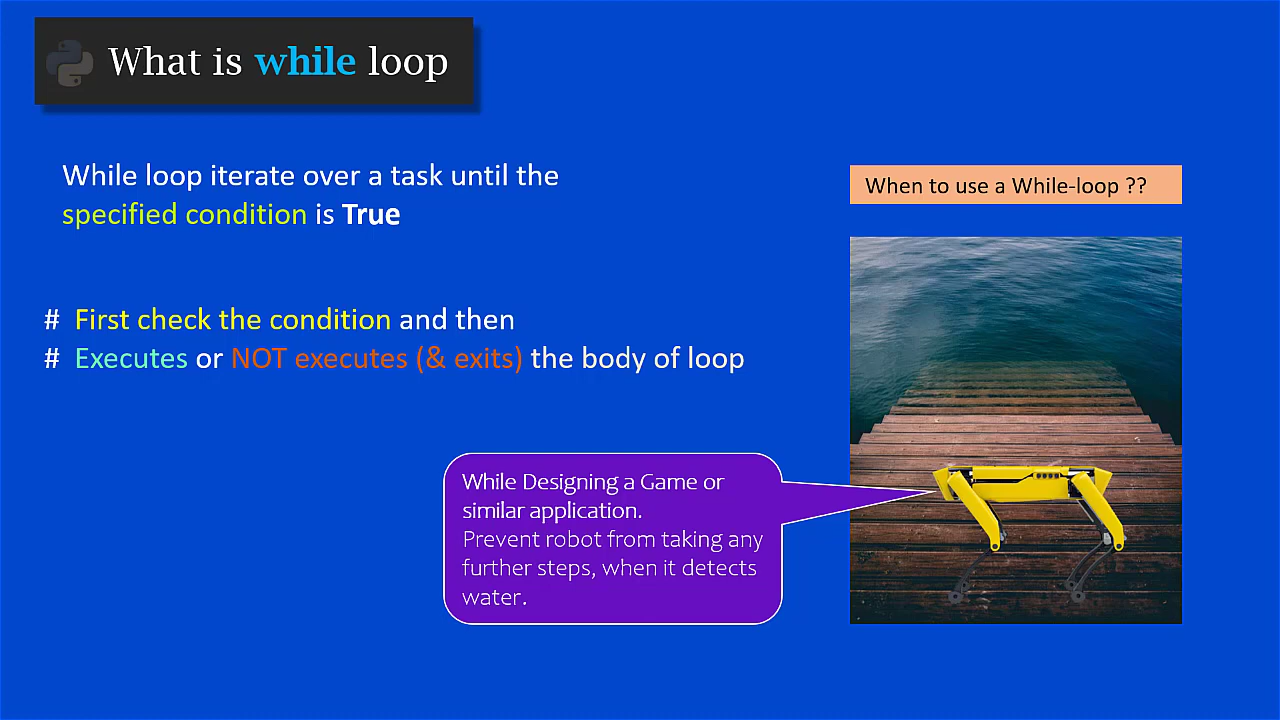 What is while loop
While loop iterate over a task until the
specified condition is True
# First check the condition and then
# Executes or NOT executes (& exits) the body of loop
When to use a While-loop ??
While Designing a Game or
similar application.
Prevent robot from taking any
further steps, when it detects
water.